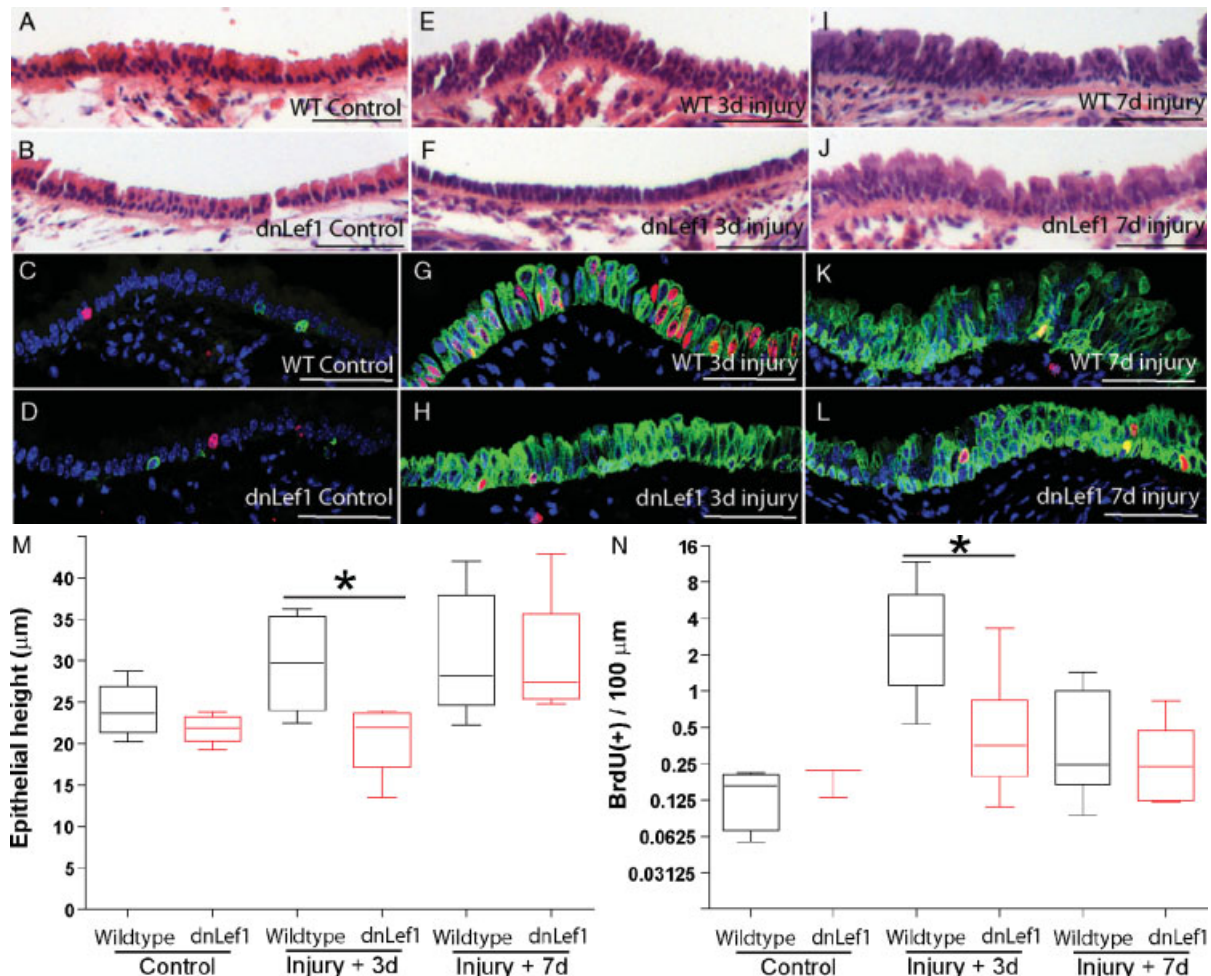 A
WT Control
E
WT 3d injury
I
WT 7d injury
B
dnLef1 Control
F
dnLef1 3d injury
J
dnLef1 7d injury
C
WT Control
G
WT 3d injury
K
WT 7d injury
D
dnLef1 Control
H
dnLef1 3d injury
L
dnLef1 7d injury
M
Epithelial height (μm)
40
35
30
25
20
15
10
5
0
*
Wildtype dnLef1 Wildtype dnLef1 Wildtype dnLef1
Control Injury + 3d Injury + 7d
N
BrdU(+) / 100 μm
16
8
4
2
1
0.5
0.25
0.125
0.0625
0.03125
*
Wildtype dnLef1 Wildtype dnLef1 Wildtype dnLef1
Control Injury + 3d Injury + 7d